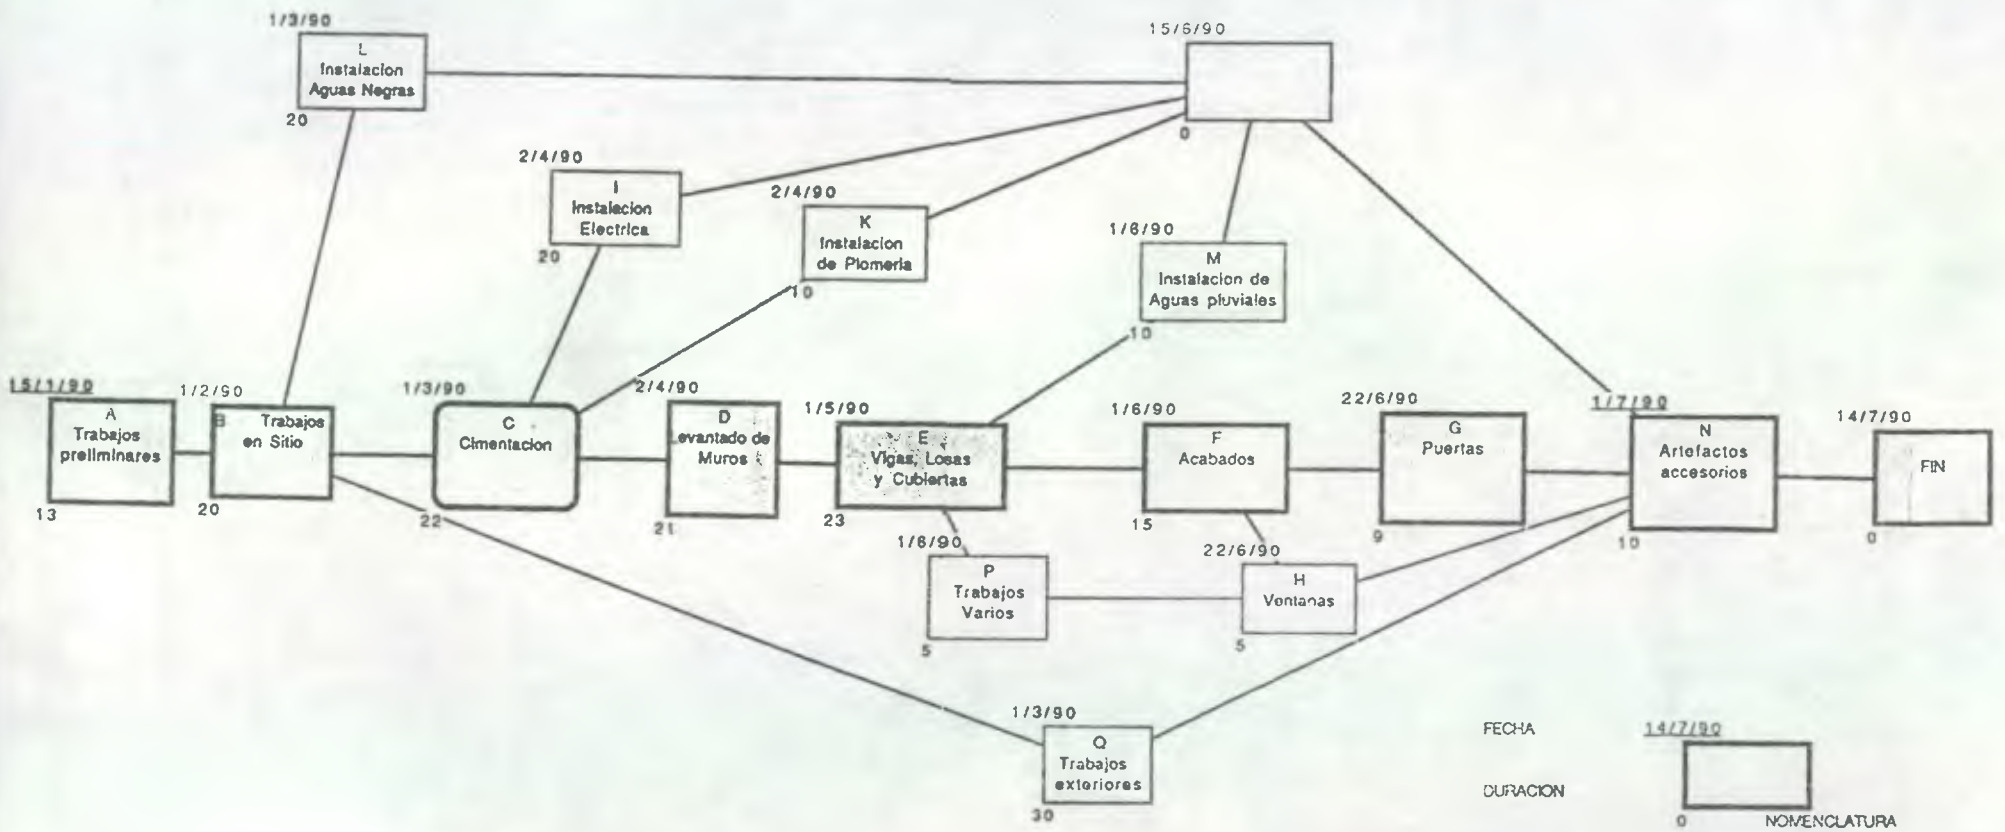 1/3/90
L
Instalacion
Aguas Negras
20
15/6/90
0
2/4/90
I
Instalacion
Electrica
20
2/4/90
K
Instalacion
de Plomeria
10
1/6/90
M
Instalacion de
Aguas pluviales
10
15/1/90
A
Trabajos
preliminares
13
1/2/90
B Trabajos
en Sitio
20
1/3/90
C
Cimentacion
22
2/4/90
D
evantado de
Muros
21
1/5/90
E
Vigas, Losas
y Cubiertas
23
1/6/90
F
Acabados
15
22/6/90
G
Puertas
9
1/7/90
N
Artefactos
accesorios
10
14/7/90
FIN
0
1/6/90
P
Trabajos
Varios
5
22/6/90
H
Ventanas
5
1/3/90
Q
Trabajos
exteriores
30
FECHA 14/7/90
DURACION
0 NOMENCLATURA